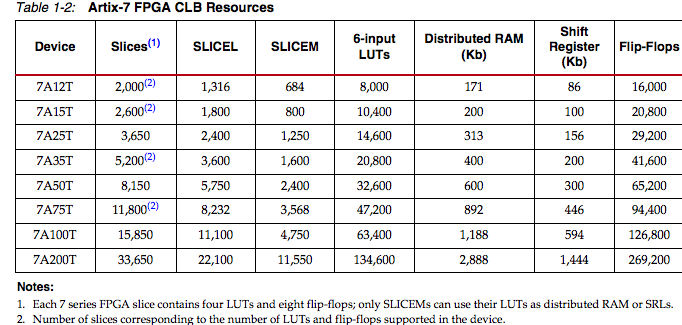 Table 1-2: Artix-7 FPGA CLB Resources
Device Slices(1) SLICEL SLICEM 6-input LUTs Distributed RAM (Kb) Shift Register (Kb) Flip-Flops
7A12T 2,000(2) 1,316 684 8,000 171 86 16,000
7A15T 2,600(2) 1,800 800 10,400 200 100 20,800
7A25T 3,650 2,400 1,250 14,600 313 156 29,200
7A35T 5,200(2) 3,600 1,600 20,800 400 200 41,600
7A50T 8,150 5,750 2,400 32,600 600 300 65,200
7A75T 11,800(2) 8,232 3,568 47,200 892 446 94,400
7A100T 15,850 11,100 4,750 63,400 1,188 594 126,800
7A200T 33,650 22,100 11,550 134,600 2,888 1,444 269,200
Notes:
1. Each 7 series FPGA slice contains four LUTs and eight flip-flops; only SLICEMs can use their LUTs as distributed RAM or SRLs.
2. Number of slices corresponding to the number of LUTs and flip-flops supported in the device.